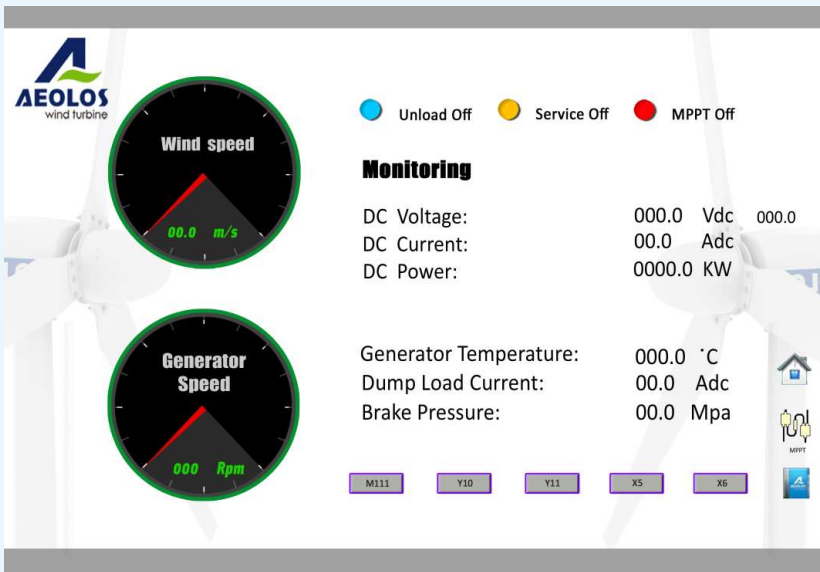 AEOLOS
wind turbine
Wind speed
00.0 m/s
Unload Off
Service Off
MPPT Off
Monitoring
DC Voltage: 000.0 Vdc 000.0
DC Current: 00.0 Adc
DC Power: 0000.0 KW
Generator
Speed
000 Rpm
Generator Temperature: 000.0 °C
Dump Load Current: 00.0 Adc
Brake Pressure: 00.0 Mpa
MPPT
M111
Y10
Y11
X5
X6